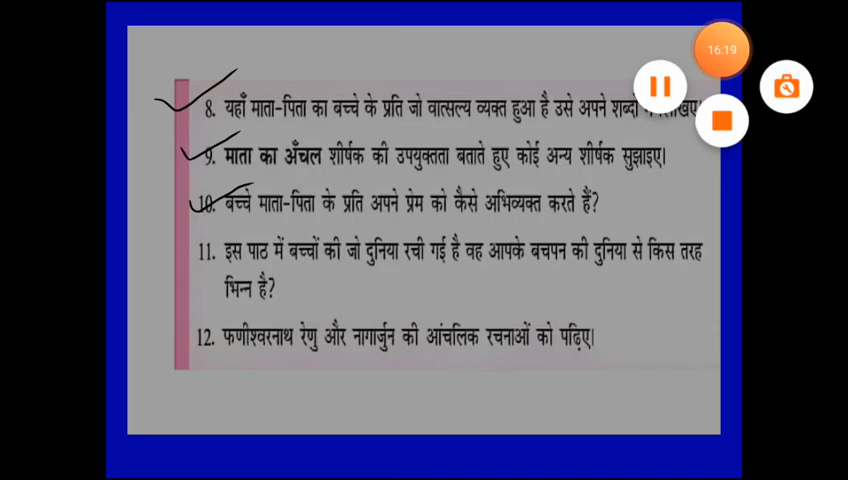 16:19
8. यहाँ माता-पिता का बच्चे के प्रति जो वात्सल्य व्यक्त हुआ है उसे अपने शब्दों
9. माता का अँचल शीर्षक की उपयुक्तता बताते हुए कोई अन्य शीर्षक सुझाइए।
10. बच्चे माता-पिता के प्रति अपने प्रेम को कैसे अभिव्यक्त करते हैं?
11. इस पाठ में बच्चों की जो दुनिया रची गई है वह आपके बचपन की दुनिया से किस तरह
भिन्न है?
12. फणीश्वरनाथ रेणु और नागार्जुन की आंचलिक रचनाओं को पढ़िए।